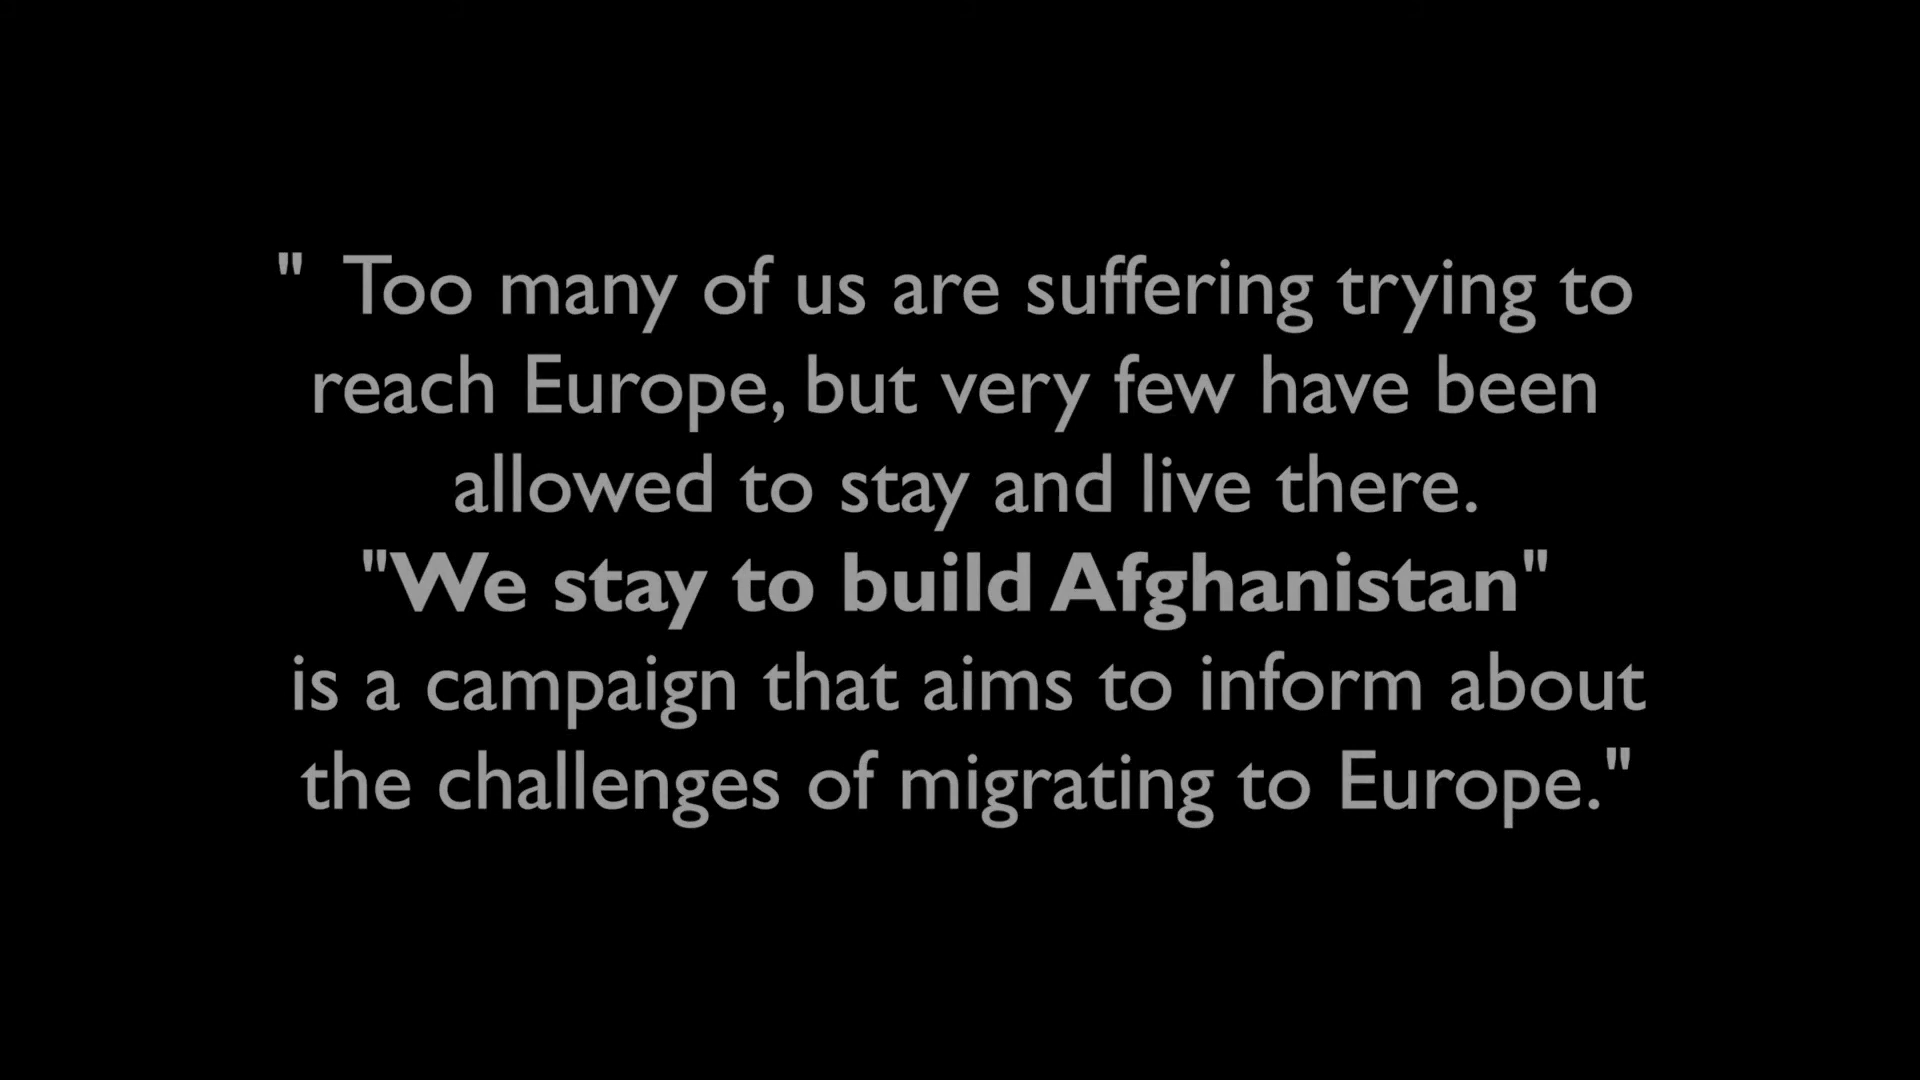 " Too many of us are suffering trying to
reach Europe, but very few have been
allowed to stay and live there.
"We stay to build Afghanistan"
is a campaign that aims to inform about
the challenges of migrating to Europe."